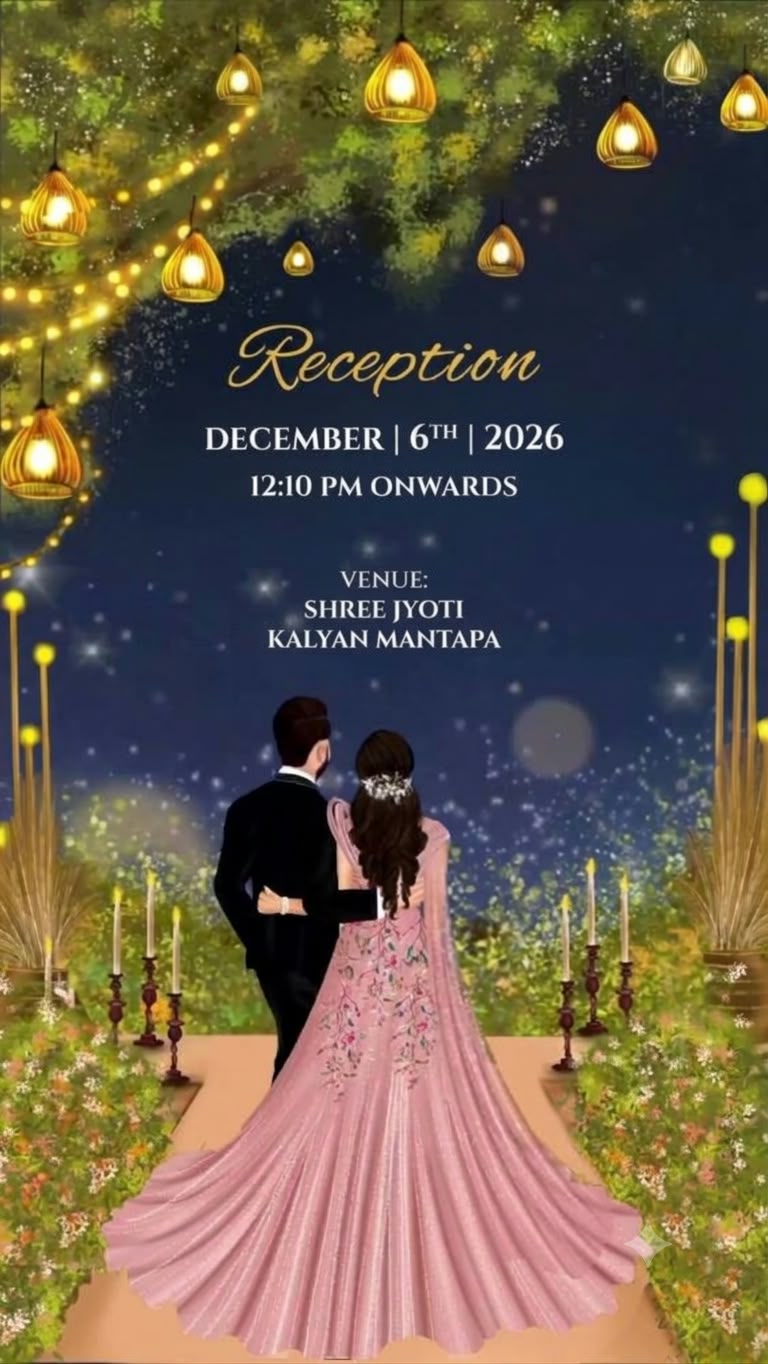 Reception
DECEMBER | 6TH | 2026
12:10 PM ONWARDS
VENUE:
SHREE JYOTI
KALYAN MANTAPA